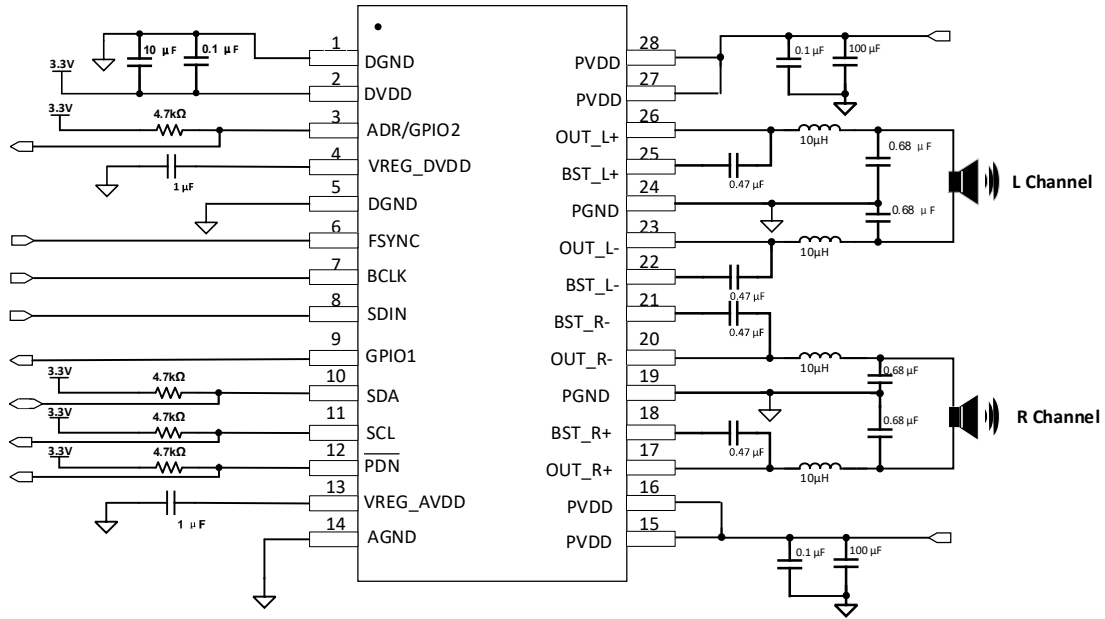 10 μF
0.1 μF
3.3V
1
DGND
2
DVDD
3.3V
4.7kΩ
3
ADR/GPIO2
4
VREG_DVDD
1 μF
5
DGND
6
FSYNC
7
BCLK
8
SDIN
9
GPIO1
3.3V
4.7kΩ
10
SDA
3.3V
4.7kΩ
11
SCL
3.3V
4.7kΩ
12
PDN
13
VREG_AVDD
1 μF
14
AGND
28
PVDD
0.1 μF
100 μF
27
PVDD
26
OUT_L+
10μH
0.68 μF
25
BST_L+
0.47 μF
L Channel
24
PGND
0.68 μF
23
OUT_L-
10μH
22
BST_L-
0.47 μF
21
BST_R-
0.47 μF
20
OUT_R-
10μH
0.68 μF
19
PGND
R Channel
18
BST_R+
0.47 μF
0.68 μF
17
OUT_R+
10μH
16
PVDD
15
PVDD
0.1 μF
100 μF